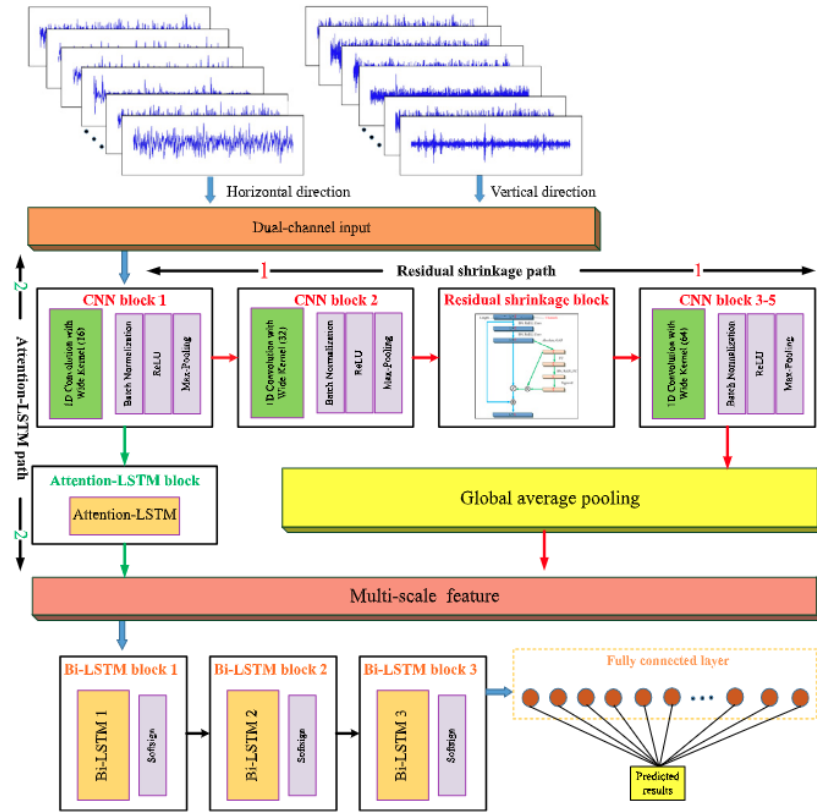 Horizontal direction
Vertical direction
Dual-channel input
1
Residual shrinkage path
1
2
Attention-LSTM path
2
CNN block 1
1D Convolution with
Wide Kernel (16)
Batch Normalization
ReLU
Max-Pooling
CNN block 2
1D Convolution with
Wide Kernel (32)
Batch Normalization
ReLU
Max-Pooling
Residual shrinkage block
CNN block 3-5
1D Convolution with
Wide Kernel (64)
Batch Normalization
ReLU
Max-Pooling
Attention-LSTM block
Attention-LSTM
Global average pooling
Multi-scale feature
Bi-LSTM block 1
Bi-LSTM 1
Softsign
Bi-LSTM block 2
Bi-LSTM 2
Softsign
Bi-LSTM block 3
Bi-LSTM 3
Softsign
Fully connected layer
Predicted
results